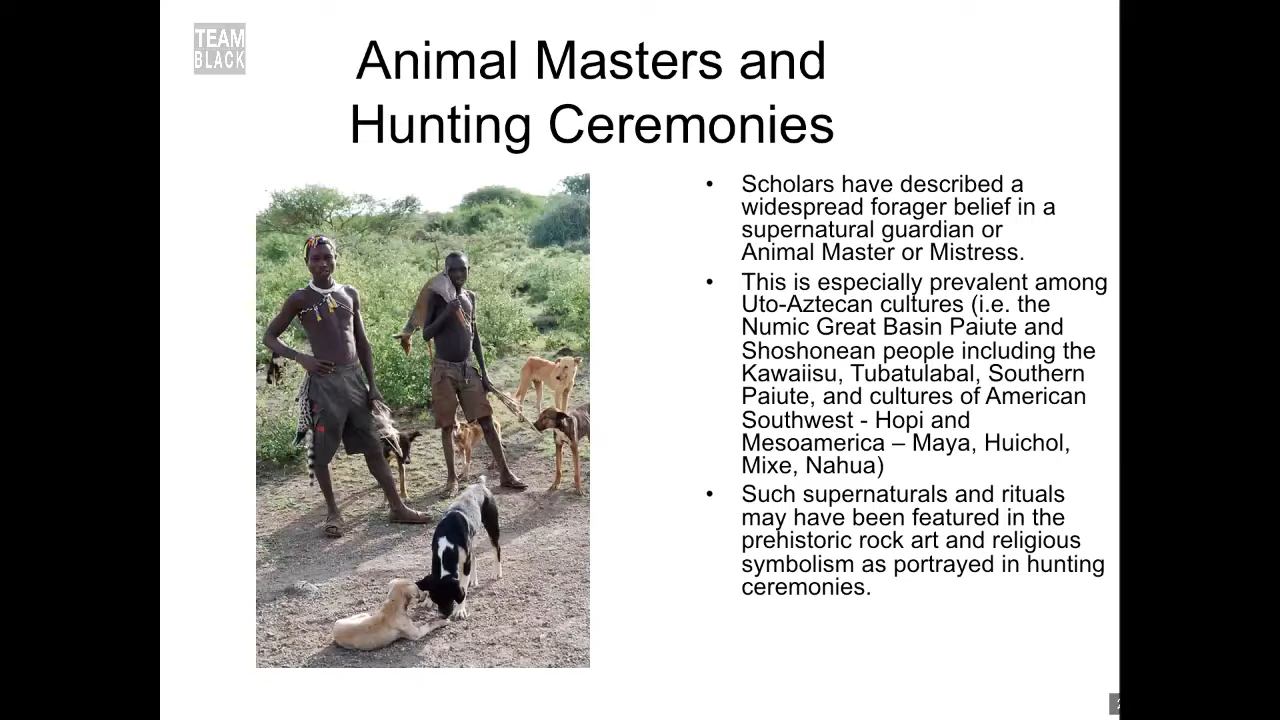 TEAM
BLACK
Animal Masters and
Hunting Ceremonies
• Scholars have described a
widespread forager belief in a
supernatural guardian or
Animal Master or Mistress.
• This is especially prevalent among
Uto-Aztecan cultures (i.e. the
Numic Great Basin Paiute and
Shoshonean people including the
Kawaiisu, Tubatulabal, Southern
Paiute, and cultures of American
Southwest - Hopi and
Mesoamerica – Maya, Huichol,
Mixe, Nahua)
• Such supernaturals and rituals
may have been featured in the
prehistoric rock art and religious
symbolism as portrayed in hunting
ceremonies.